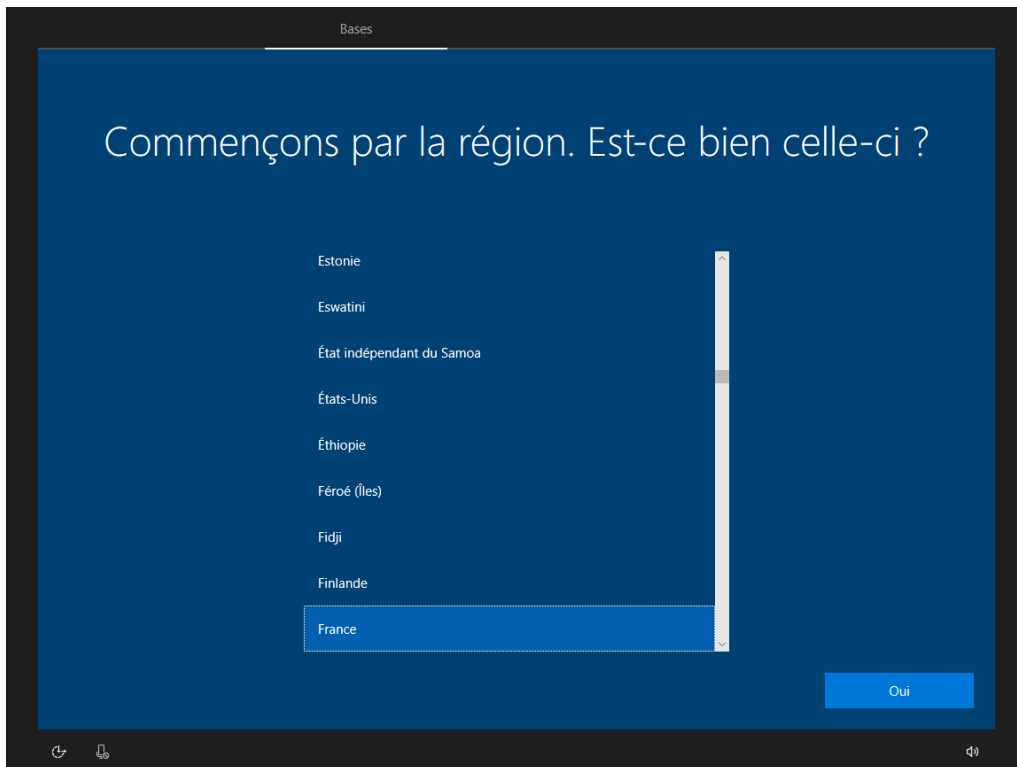 Bases
Commençons par la région. Est-ce bien celle-ci ?
Estonie
Eswatini
État indépendant du Samoa
États-Unis
Éthiopie
Féroé (Îles)
Fidji
Finlande
France
Oui